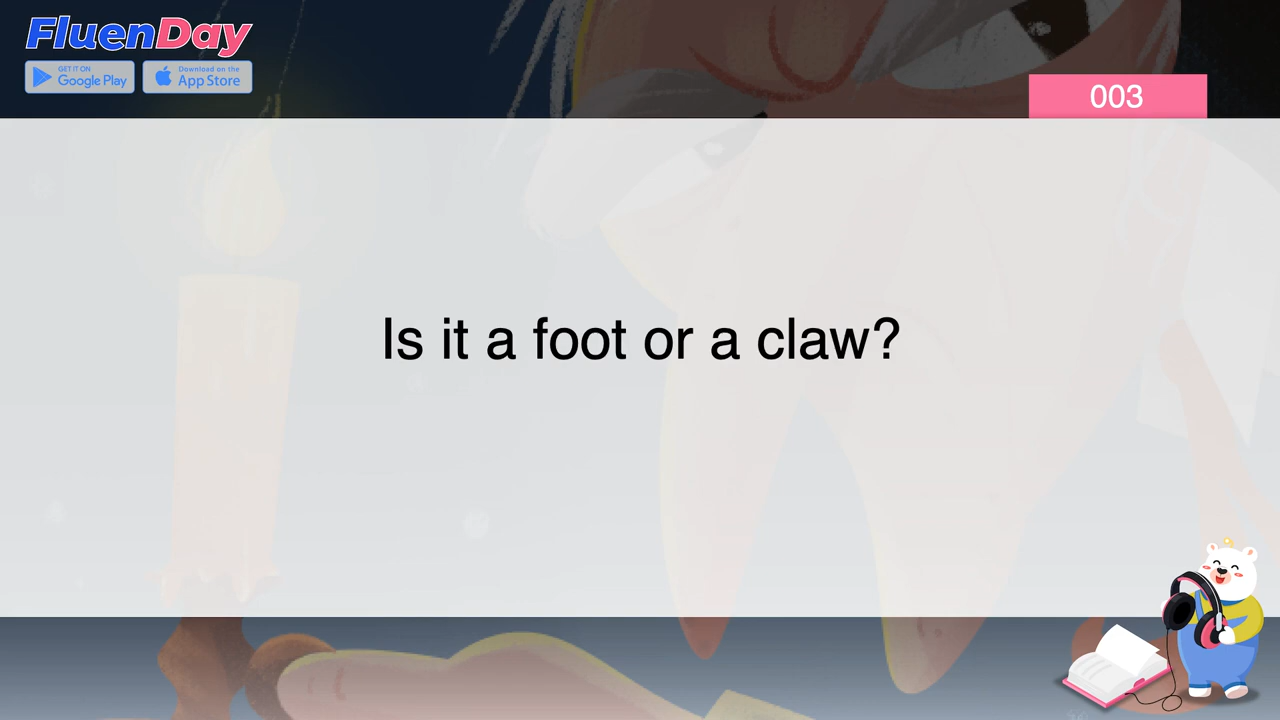 FluenDay
GET IT ON
Google Play
Download on the
App Store
003
Is it a foot or a claw?